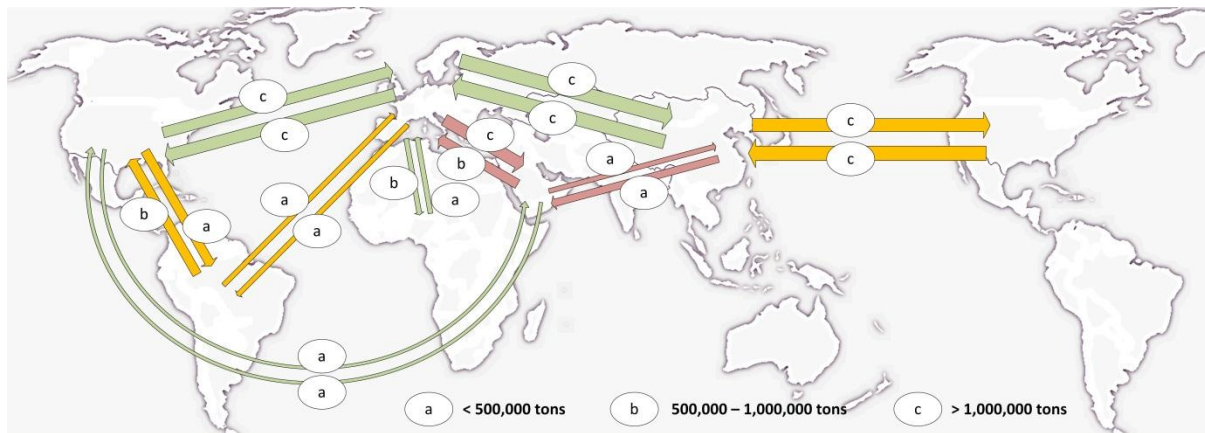 c
c
c
c
c
c
c
b
a
a
b
a
a
a
b
a
a
a
a < 500,000 tons
b 500,000 – 1,000,000 tons
c > 1,000,000 tons